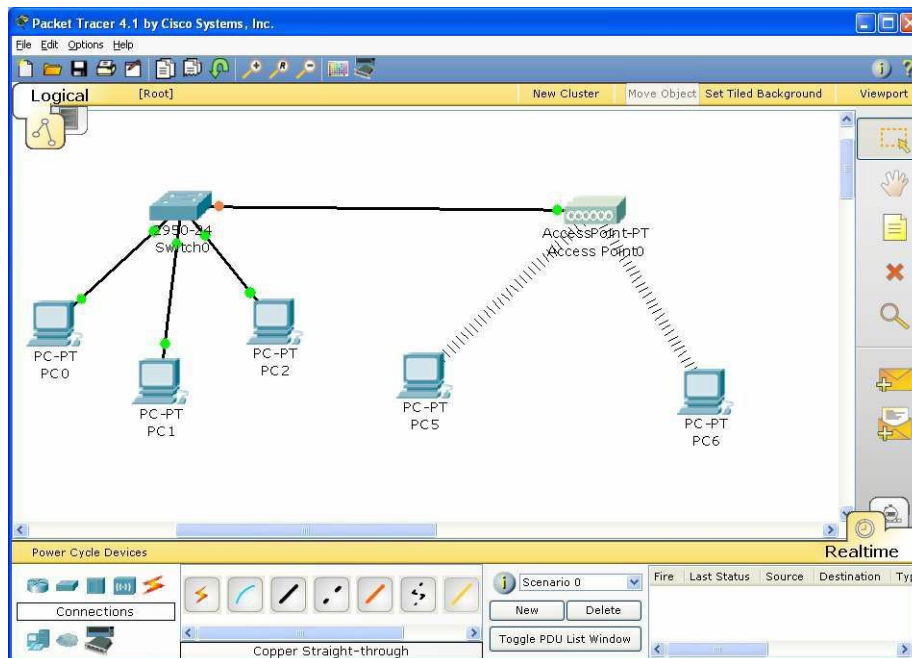 Packet Tracer 4.1 by Cisco Systems, Inc.
File Edit Options Help
Logical [Root] New Cluster Move Object Set Tiled Background Viewport
2950-24
Switch0
AccessPoint-PT
Access Point0
PC-PT
PC0
PC-PT
PC1
PC-PT
PC2
PC-PT
PC5
PC-PT
PC6
Power Cycle Devices Realtime
Connections
Copper Straight-through
Scenario 0
New Delete
Toggle PDU List Window
Fire Last Status Source Destination Typ